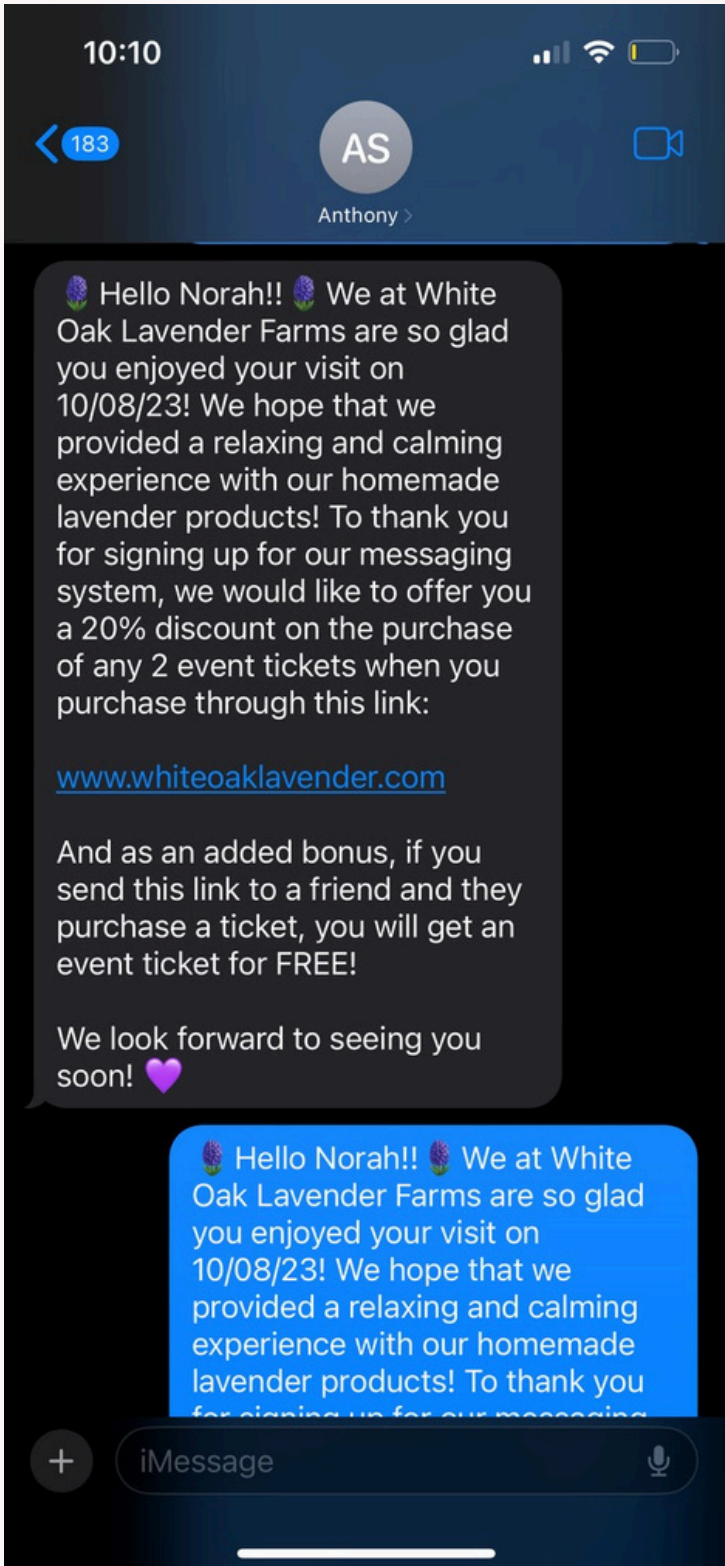 10:10
183
AS
Anthony
🪻 Hello Norah!! 🪻 We at White
Oak Lavender Farms are so glad
you enjoyed your visit on
10/08/23! We hope that we
provided a relaxing and calming
experience with our homemade
lavender products! To thank you
for signing up for our messaging
system, we would like to offer you
a 20% discount on the purchase
of any 2 event tickets when you
purchase through this link:
www.whiteoaklavender.com
And as an added bonus, if you
send this link to a friend and they
purchase a ticket, you will get an
event ticket for FREE!
We look forward to seeing you
soon! 💜
🪻 Hello Norah!! 🪻 We at White
Oak Lavender Farms are so glad
you enjoyed your visit on
10/08/23! We hope that we
provided a relaxing and calming
experience with our homemade
lavender products! To thank you
for signing up for our messaging
iMessage